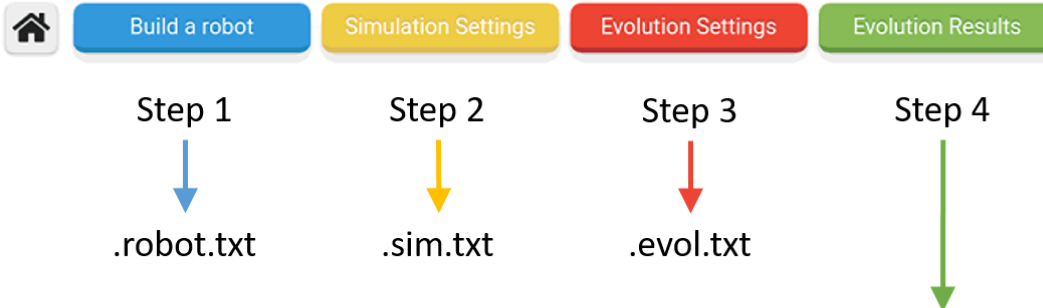 Build a robot Simulation Settings Evolution Settings Evolution Results
Step 1 Step 2 Step 3 Step 4
.robot.txt .sim.txt .evol.txt